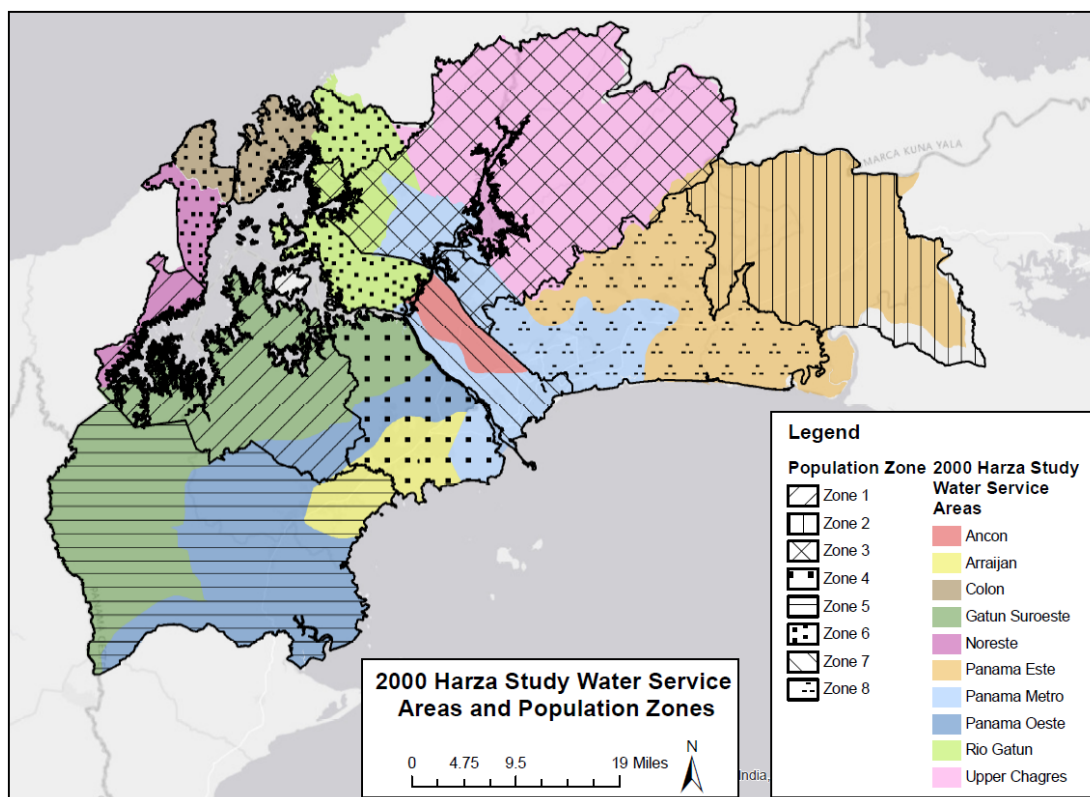 MARCA KUNA YALA
Legend
Population Zone
Zone 1
Zone 2
Zone 3
Zone 4
Zone 5
Zone 6
Zone 7
Zone 8
2000 Harza Study
Water Service
Areas
Ancon
Arraijan
Colon
Gatun Suroeste
Noreste
Panama Este
Panama Metro
Panama Oeste
Rio Gatun
Upper Chagres
2000 Harza Study Water Service
Areas and Population Zones
N
0 4.75 9.5 19 Miles
India,